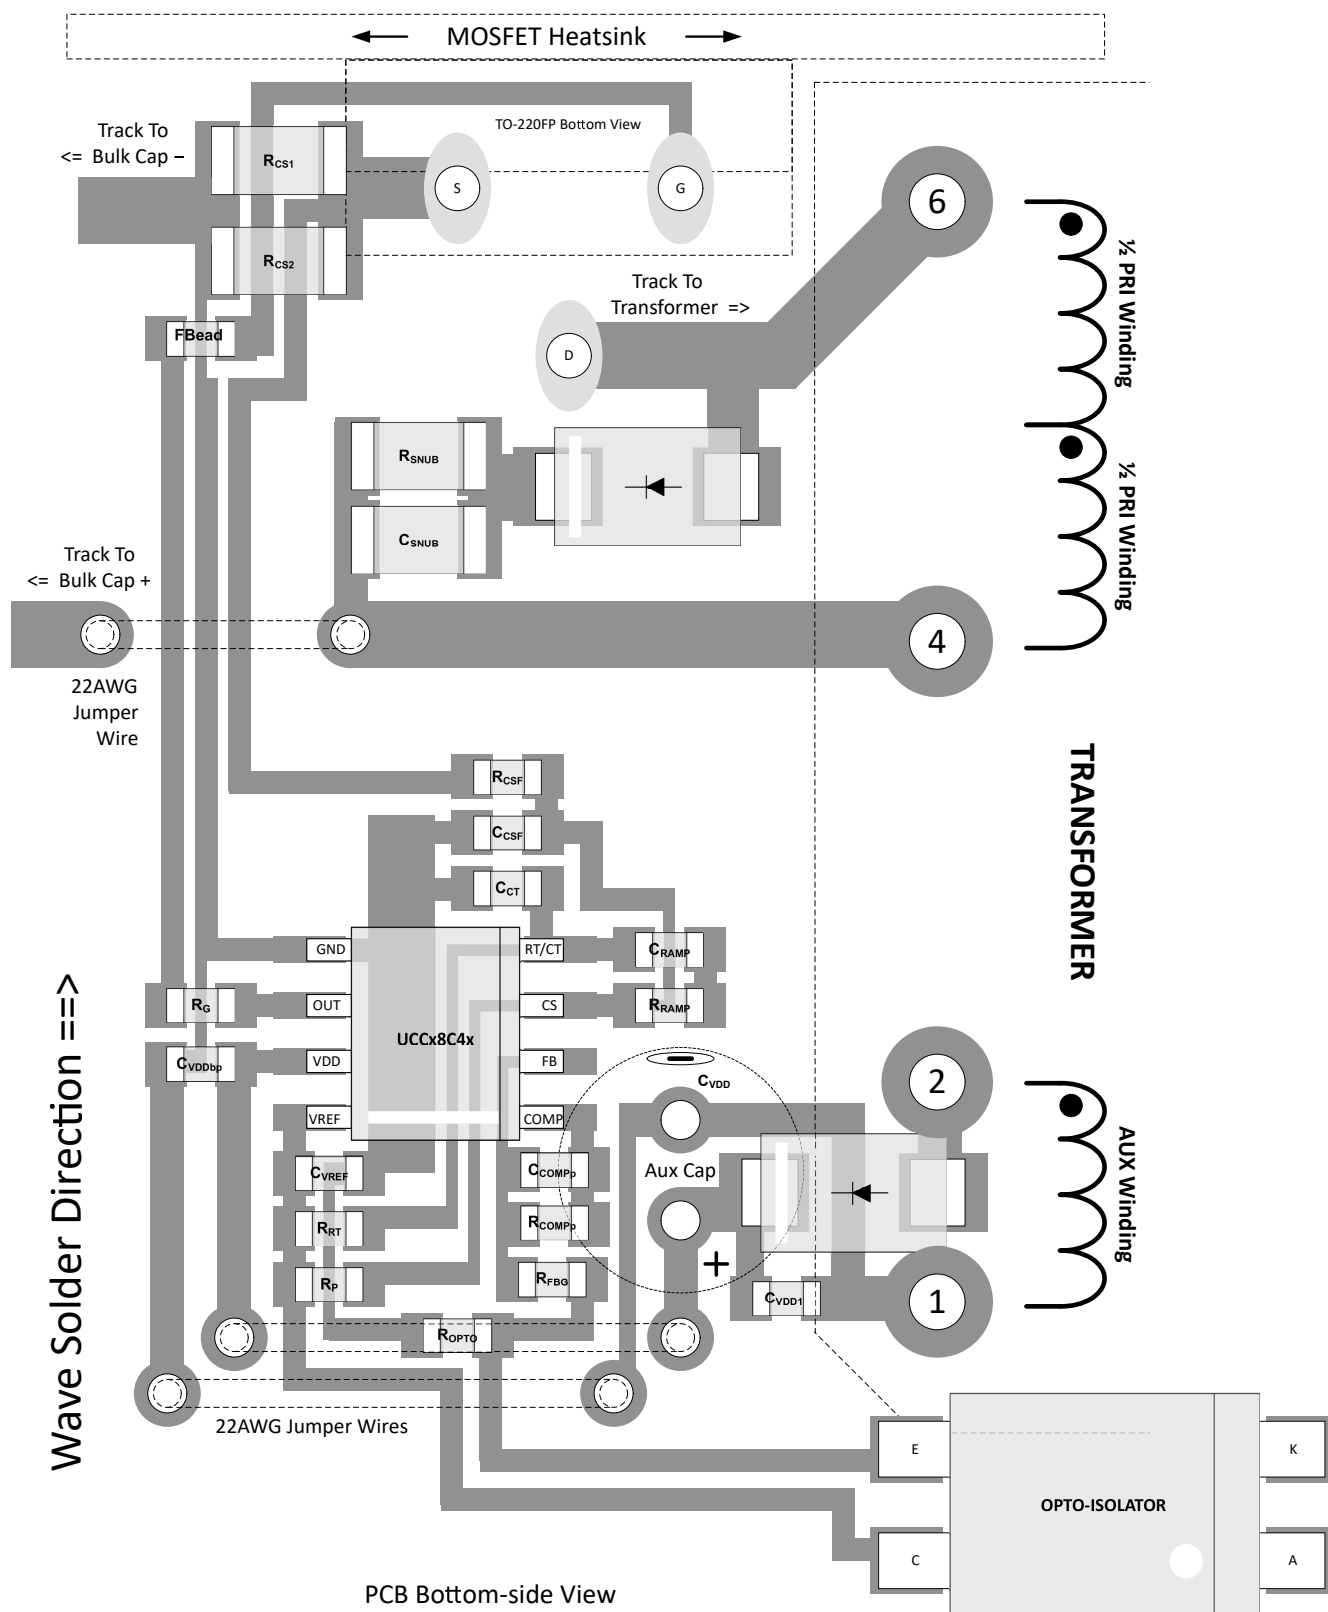 MOSFET Heatsink
TO-220FP Bottom View
Track To
<= Bulk Cap –
RCS1
S
G
6
RCS2
½ PRI Winding
Track To
Transformer =>
FBead
D
RSNUB
½ PRI Winding
CSNUB
Track To
<= Bulk Cap +
4
22AWG
Jumper
Wire
TRANSFORMER
RCSF
CCSF
CCT
GND
RT/CT
CRAMP
RG
OUT
CS
RRAMP
UCCx8C4x
CVDDbp
VDD
FB
CVDD
2
VREF
COMP
AUX Winding
CVREF
CCOMPp
Aux Cap
RRT
RCOMPp
+
RP
RFBG
CVDD1
1
ROPTO
22AWG Jumper Wires
Wave Solder Direction ==>
E
K
OPTO-ISOLATOR
C
A
PCB Bottom-side View